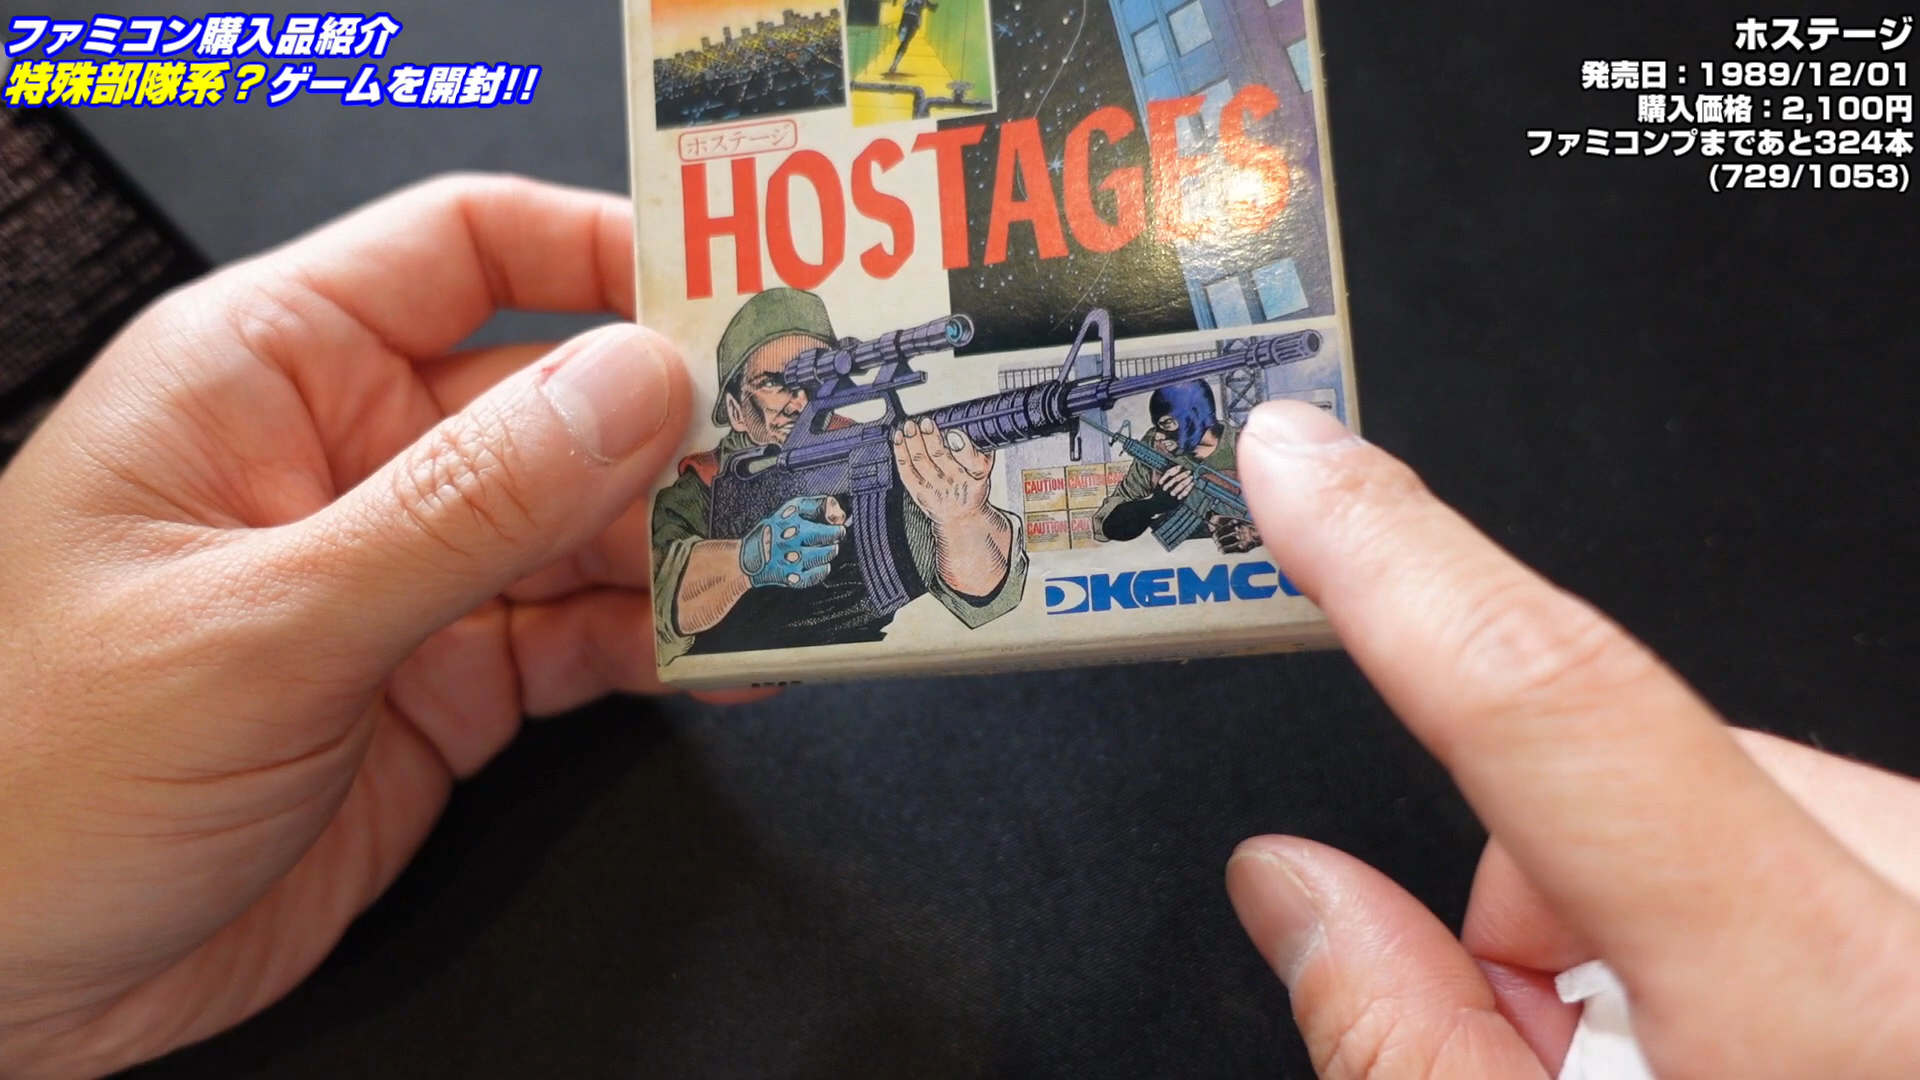 ファミコン購入品紹介
特殊部隊系？ゲームを開封!!
ホステージ
発売日：1989/12/01
購入価格：2,100円
ファミコンプまであと324本
(729/1053)
ホステージ
HOSTAGES
CAUTION
CAUTION
CAUTION
KEMC